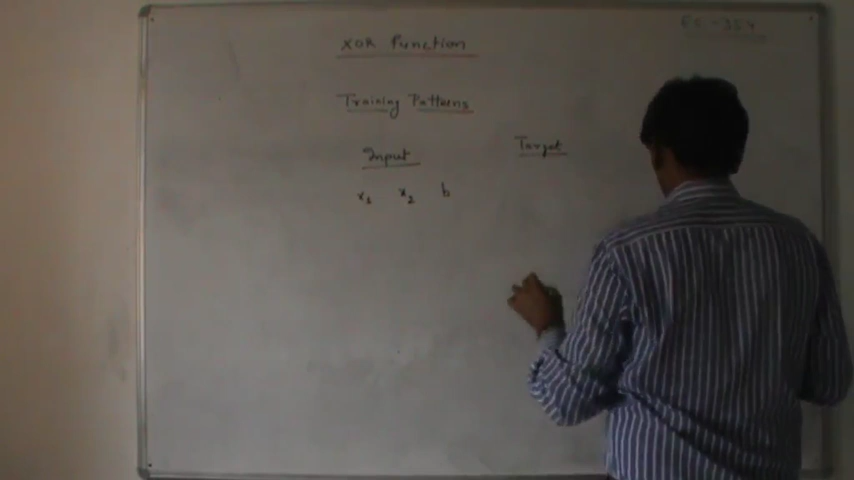 XOR Function
Training Patterns
Input Target
x1 x2 b